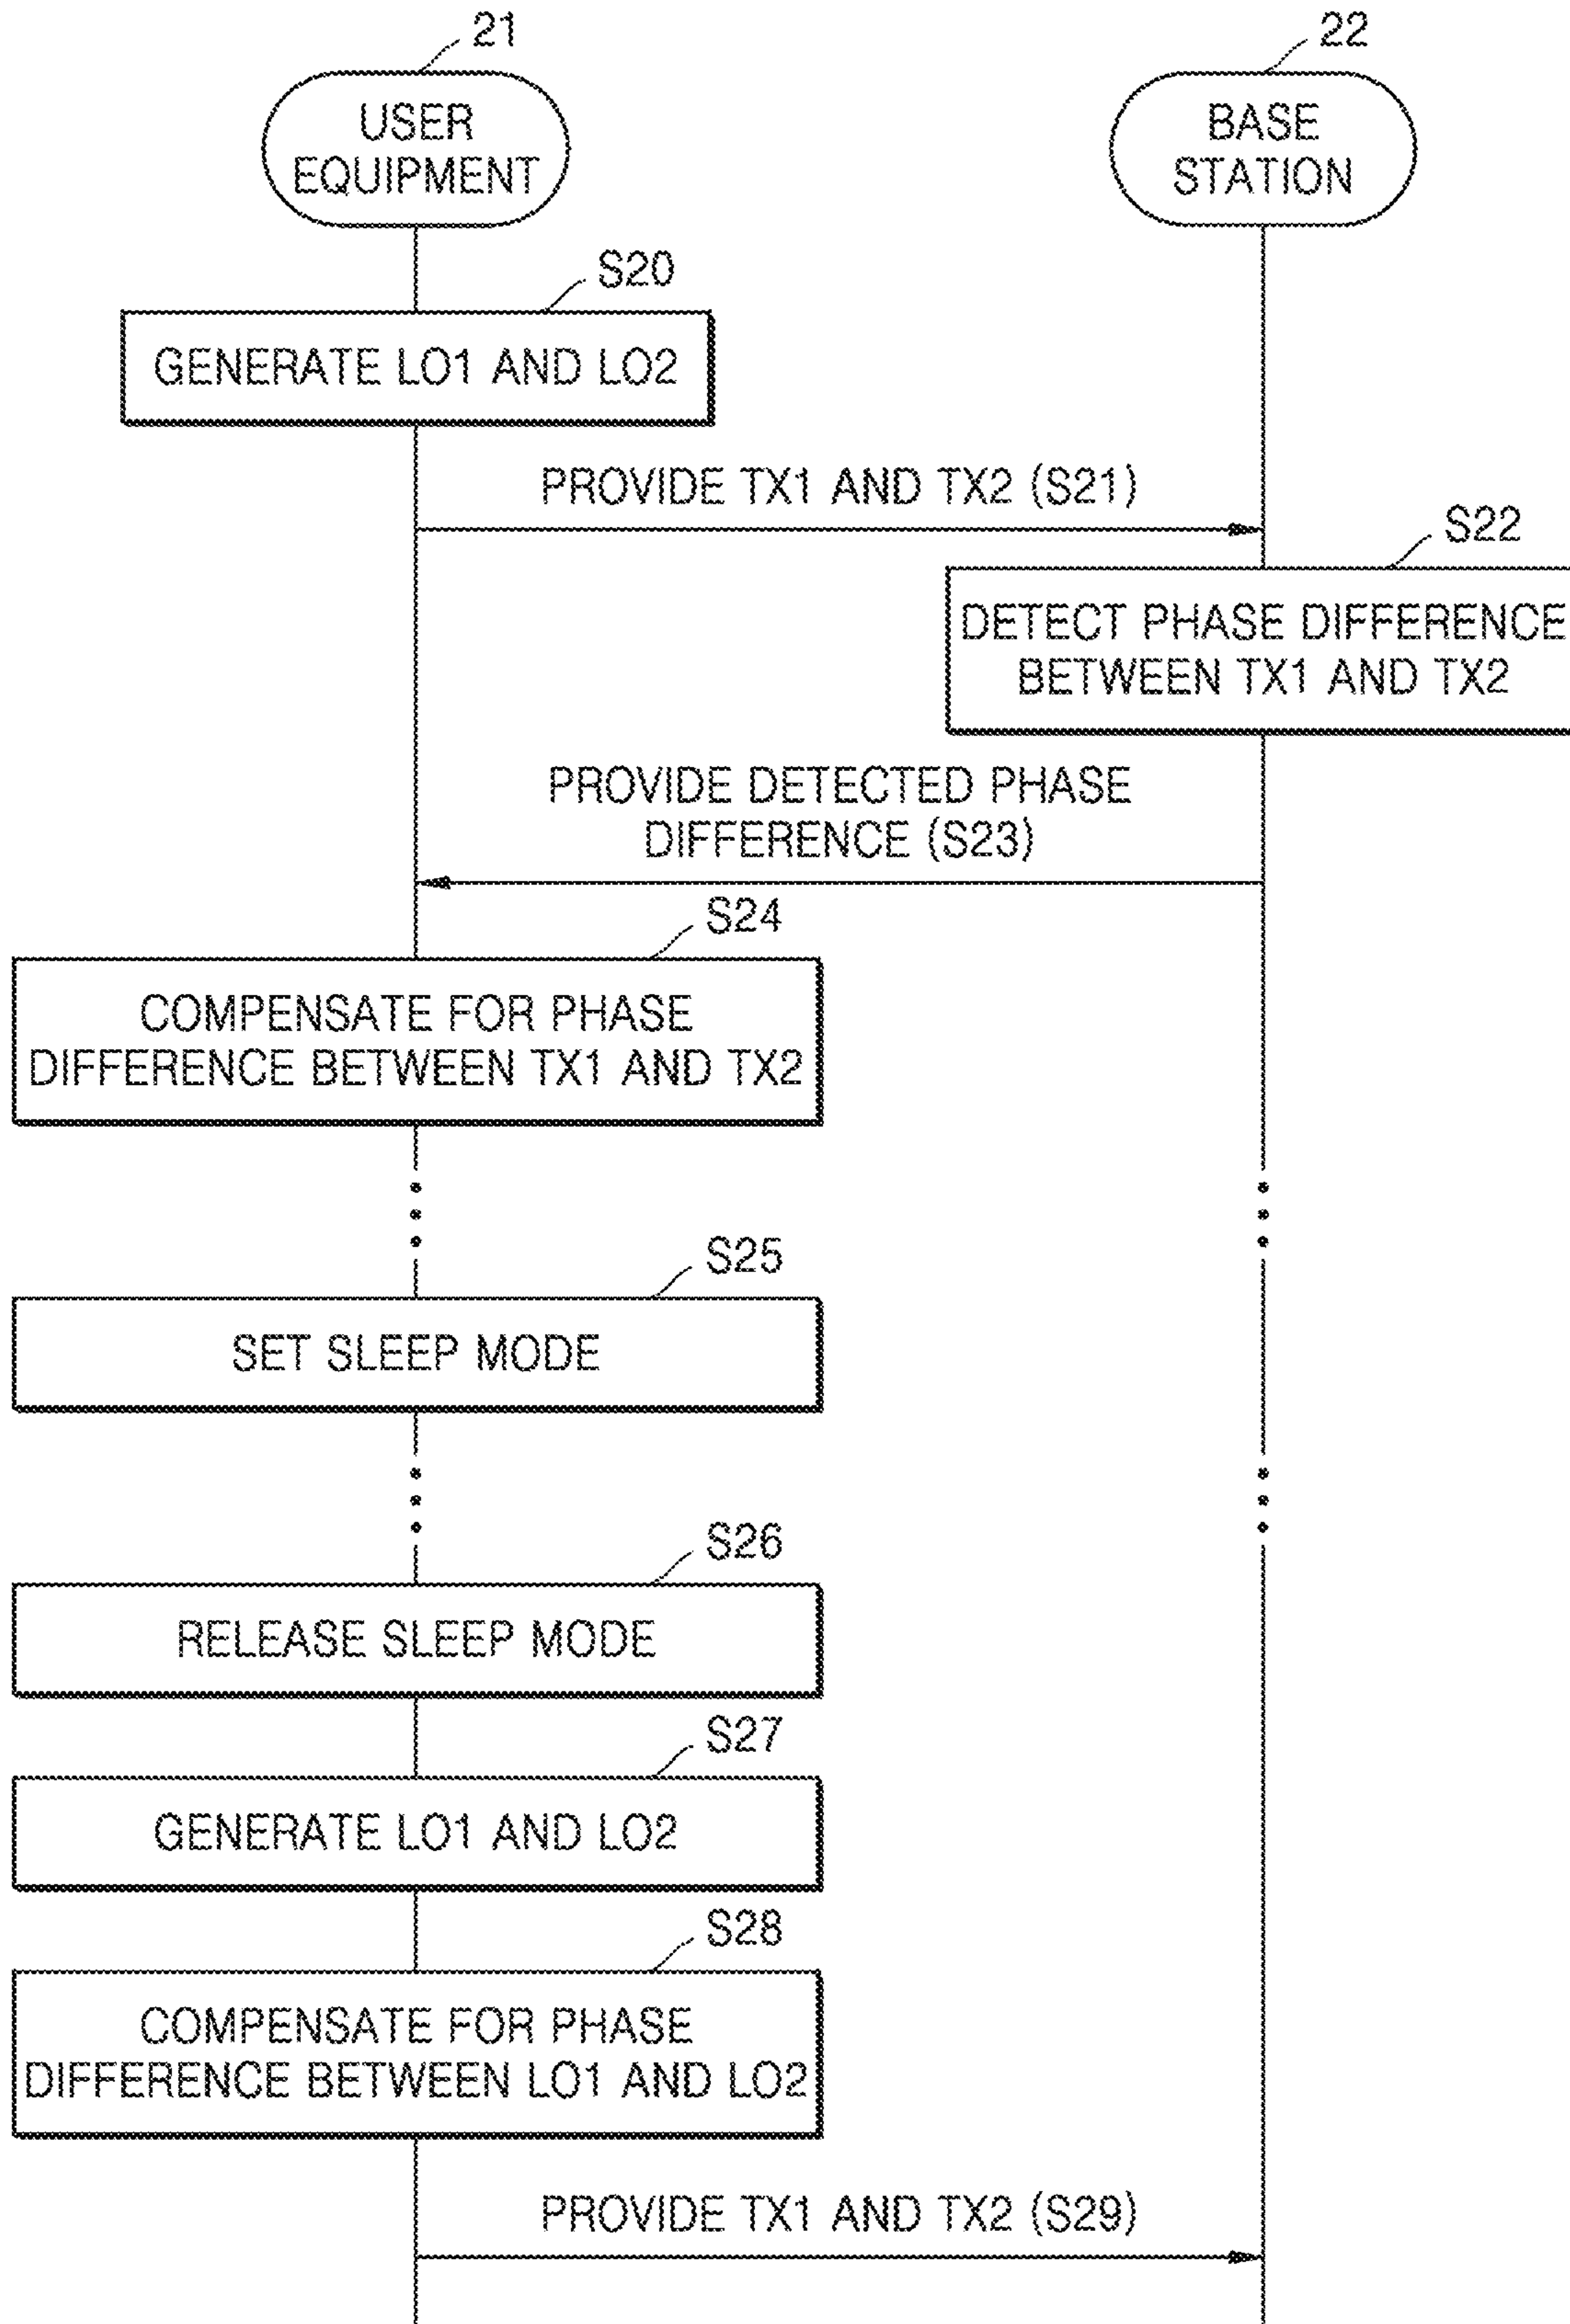 21
22
USER
EQUIPMENT
BASE
STATION
S20
GENERATE LO1 AND LO2
PROVIDE TX1 AND TX2 (S21)
S22
DETECT PHASE DIFFERENCE
BETWEEN TX1 AND TX2
PROVIDE DETECTED PHASE
DIFFERENCE (S23)
S24
COMPENSATE FOR PHASE
DIFFERENCE BETWEEN TX1 AND TX2
S25
SET SLEEP MODE
S26
RELEASE SLEEP MODE
S27
GENERATE LO1 AND LO2
S28
COMPENSATE FOR PHASE
DIFFERENCE BETWEEN LO1 AND LO2
PROVIDE TX1 AND TX2 (S29)